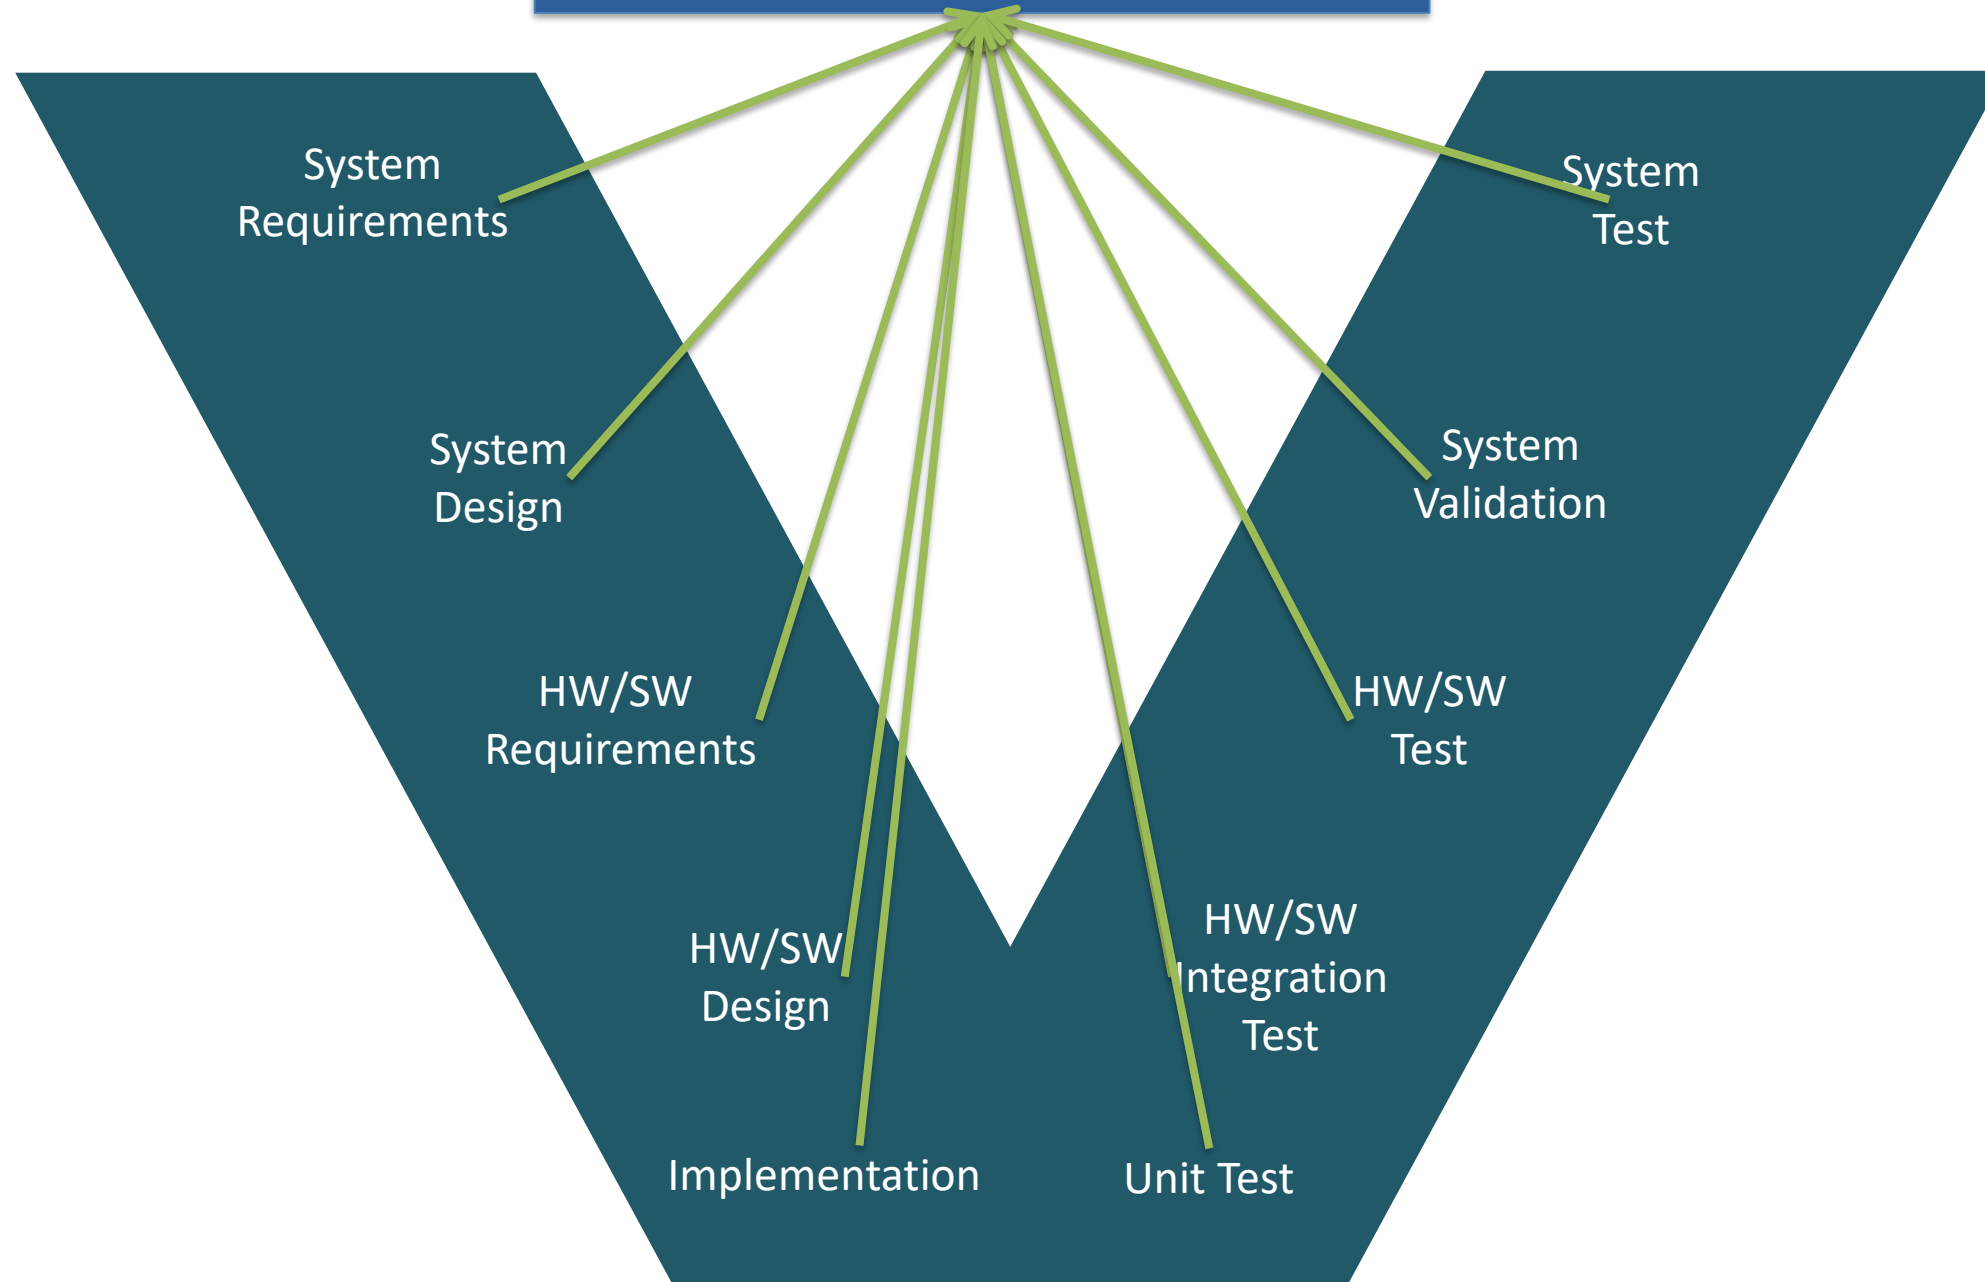 System
Requirements
System
Design
HW/SW
Requirements
HW/SW
Design
Implementation
System
Test
System
Validation
HW/SW
Test
HW/SW
Integration
Test
Unit Test